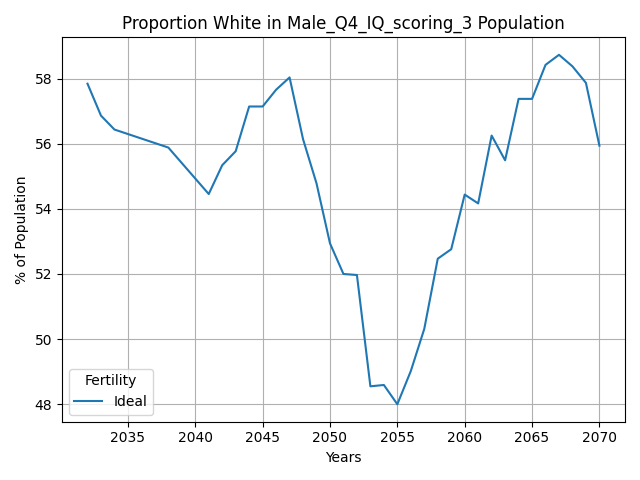 Proportion White in Male_Q4_IQ_scoring_3 Population
% of Population
58
56
54
52
50
48
Fertility
Ideal
2035 2040 2045 2050 2055 2060 2065 2070
Years